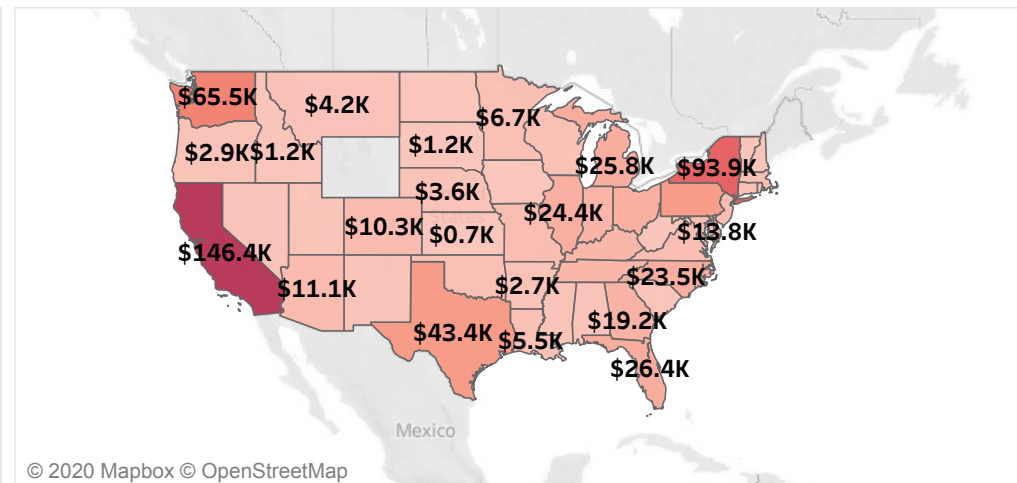 $65.5K
$4.2K
$6.7K
$2.9K
$1.2K
$1.2K
$25.8K
$93.9K
$3.6K
$24.4K
States
$10.3K
$0.7K
$13.8K
$146.4K
$11.1K
$2.7K
$23.5K
$43.4K
$5.5K
$19.2K
$26.4K
Mexico
© 2020 Mapbox © OpenStreetMap